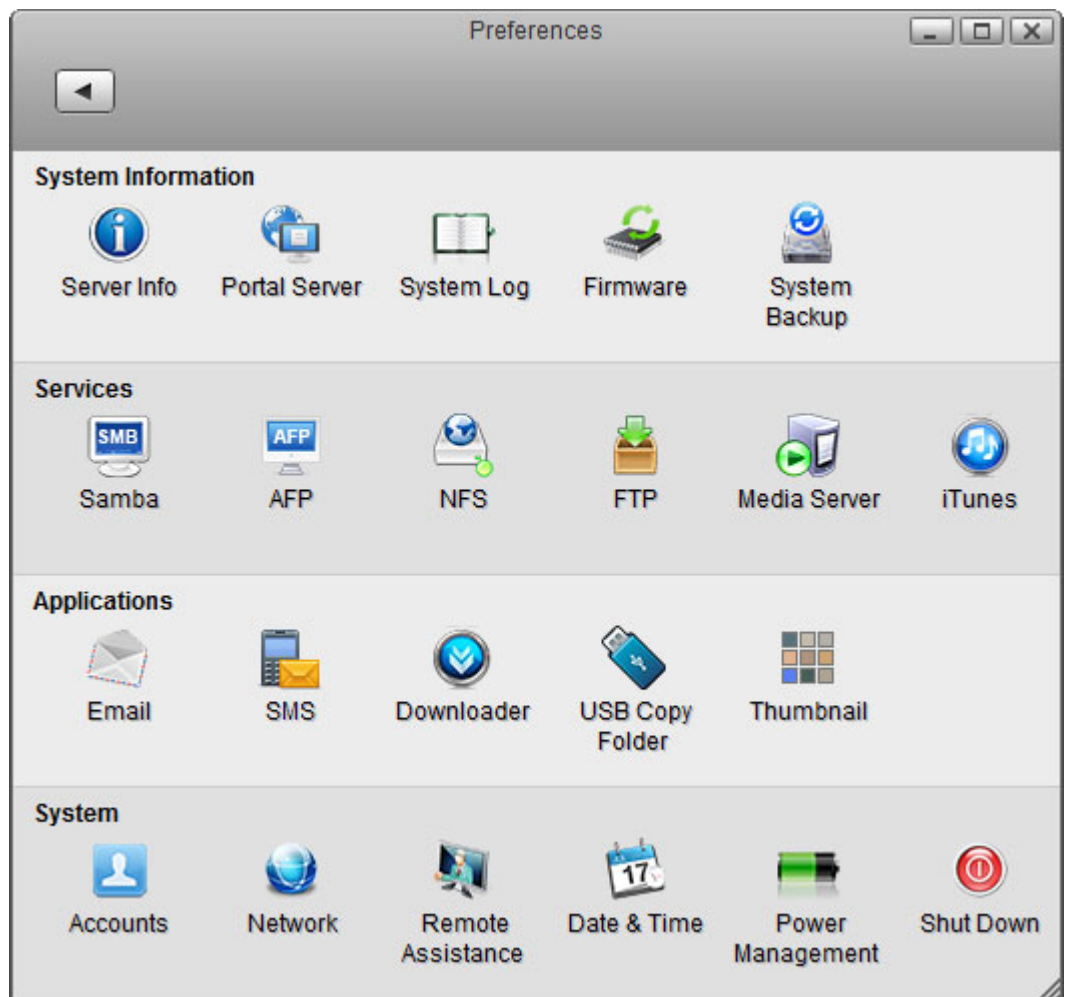 Preferences
System Information
Server Info
Portal Server
System Log
Firmware
System
Backup
Services
SMB
Samba
AFP
AFP
NFS
FTP
Media Server
iTunes
Applications
Email
SMS
Downloader
USB Copy
Folder
Thumbnail
System
Accounts
Network
Remote
Assistance
17
Date & Time
Power
Management
Shut Down